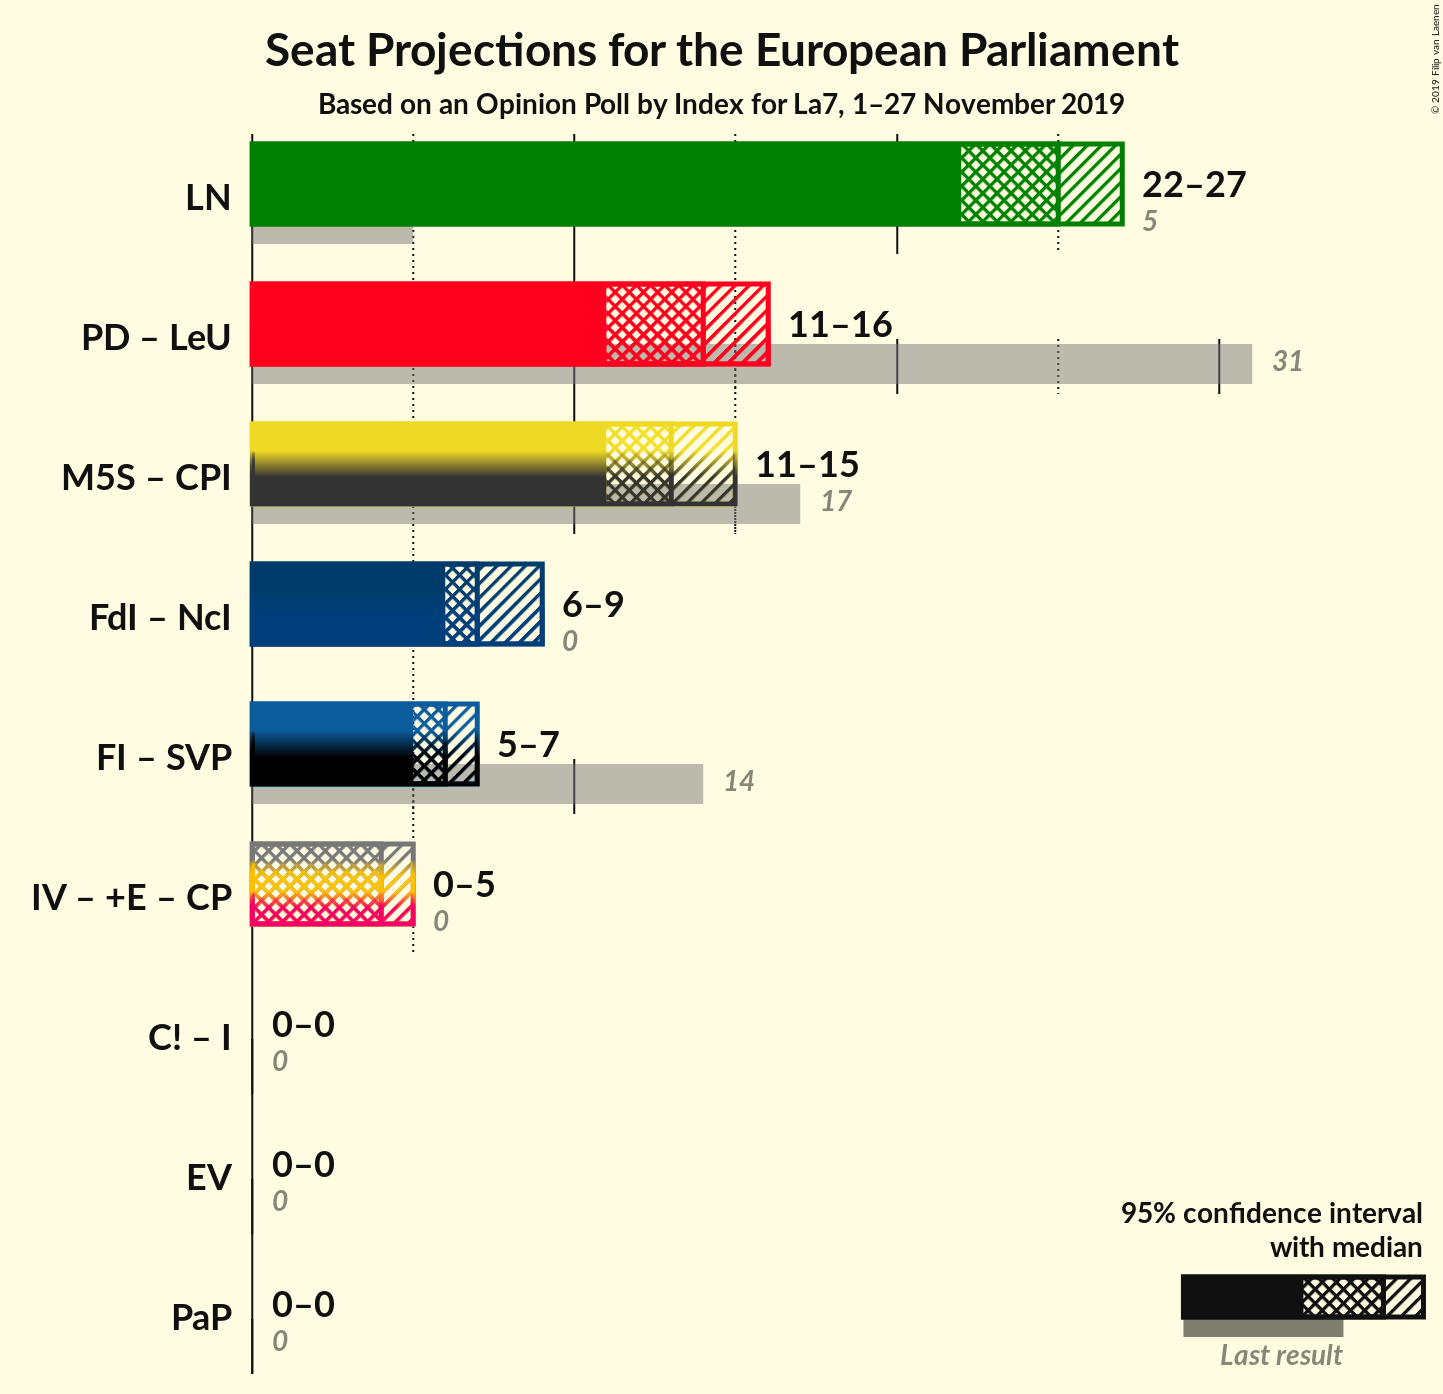 Seat Projections for the European Parliament
Based on an Opinion Poll by Index for La7, 1–27 November 2019
© 2019 Filip van Laenen
LN
22–27
5
PD – LeU
11–16
31
M5S – CPI
11–15
17
FdI – NcI
6–9
0
FI – SVP
5–7
14
IV – +E – CP
0–5
0
C! – I
0–0
0
EV
0–0
0
PaP
0–0
0
95% confidence interval
with median
Last result